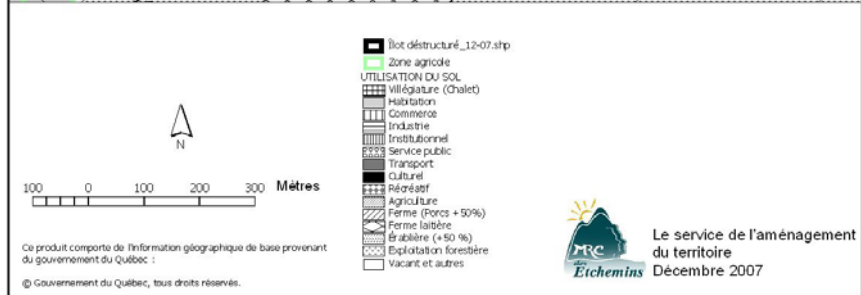 Îlot déstructuré_12-07.shp
Zone agricole
UTILISATION DU SOL
Villégiature (Chalet)
Habitation
Commerce
Industrie
Institutionnel
Service public
Transport
Culturel
Récréatif
Agriculture
Ferme (Porcs +50%)
Ferme laitière
Érablière (+50 %)
Exploitation forestière
Vacant et autres
N
100 0 100 200 300 Mètres
Ce produit comporte de l'information géographique de base provenant
du gouvernement du Québec :
© Gouvernement du Québec, tous droits réservés.
MRC
des
Etchemins
Le service de l'aménagement
du territoire
Décembre 2007